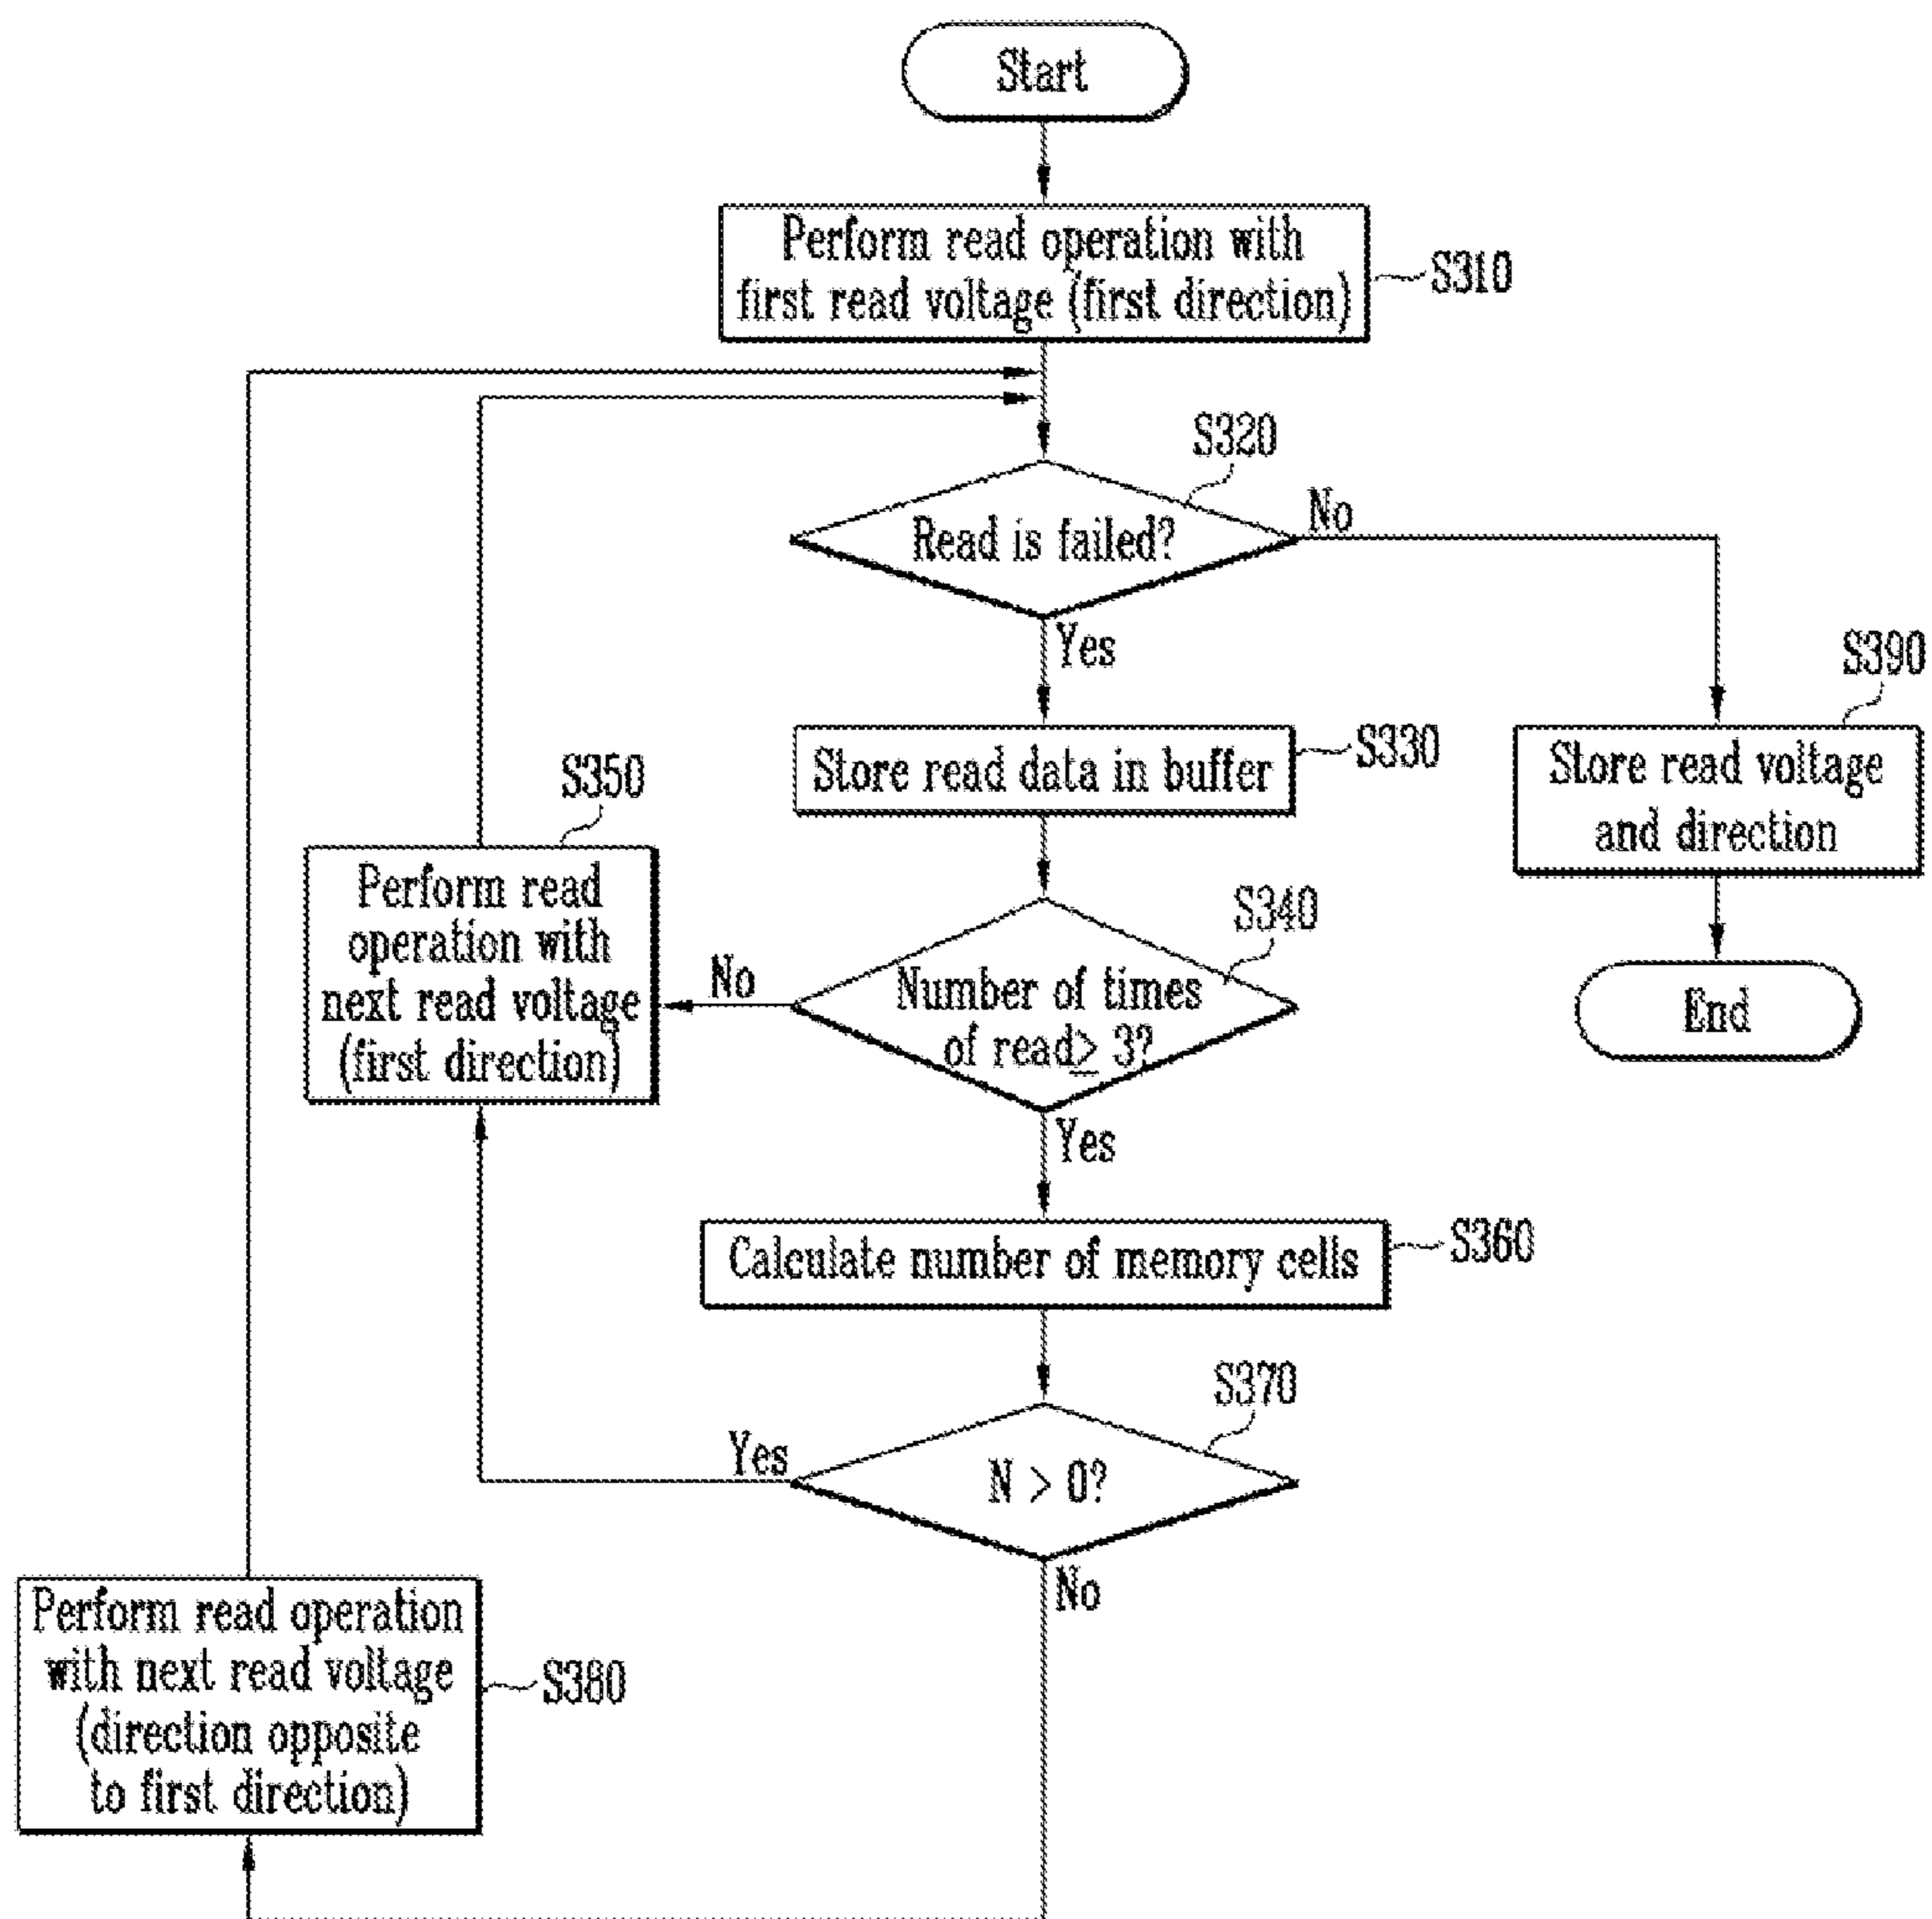 Start
Perform read operation with
first read voltage (first direction)
S310
S320
Read is failed?
No
Yes
S390
S330
Store read data in buffer
Store read voltage
and direction
S350
Perform read
operation with
next read voltage
(first direction)
S340
No
Number of times
of read≥ 3?
End
Yes
S360
Calculate number of memory cells
S370
Yes
N > 0?
No
Perform read operation
with next read voltage
(direction opposite
to first direction)
S380